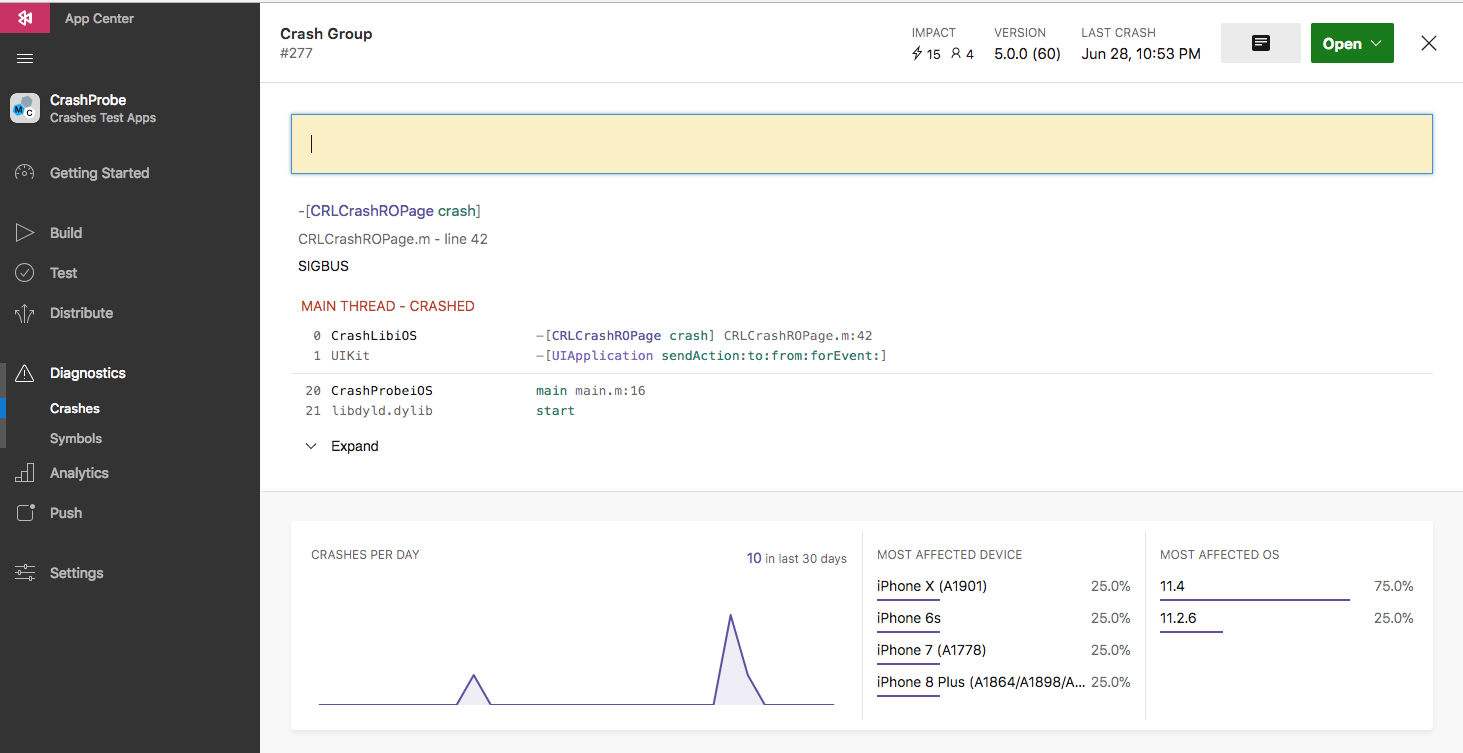 App Center
CrashProbe
Crashes Test Apps
Getting Started
Build
Test
Distribute
Diagnostics
Crashes
Symbols
Analytics
Push
Settings
Crash Group
#277
IMPACT
15 4
VERSION
5.0.0 (60)
LAST CRASH
Jun 28, 10:53 PM
Open
-[CRLCrashROPage crash]
CRLCrashROPage.m - line 42
SIGBUS
MAIN THREAD - CRASHED
0 CrashLibiOS -[CRLCrashROPage crash] CRLCrashROPage.m:42
1 UIKit -[UIApplication sendAction:to:from:forEvent:]
20 CrashProbeiOS main main.m:16
21 libdyld.dylib start
Expand
CRASHES PER DAY
10 in last 30 days
MOST AFFECTED DEVICE
iPhone X (A1901) 25.0%
iPhone 6s 25.0%
iPhone 7 (A1778) 25.0%
iPhone 8 Plus (A1864/A1898/A... 25.0%
MOST AFFECTED OS
11.4 75.0%
11.2.6 25.0%